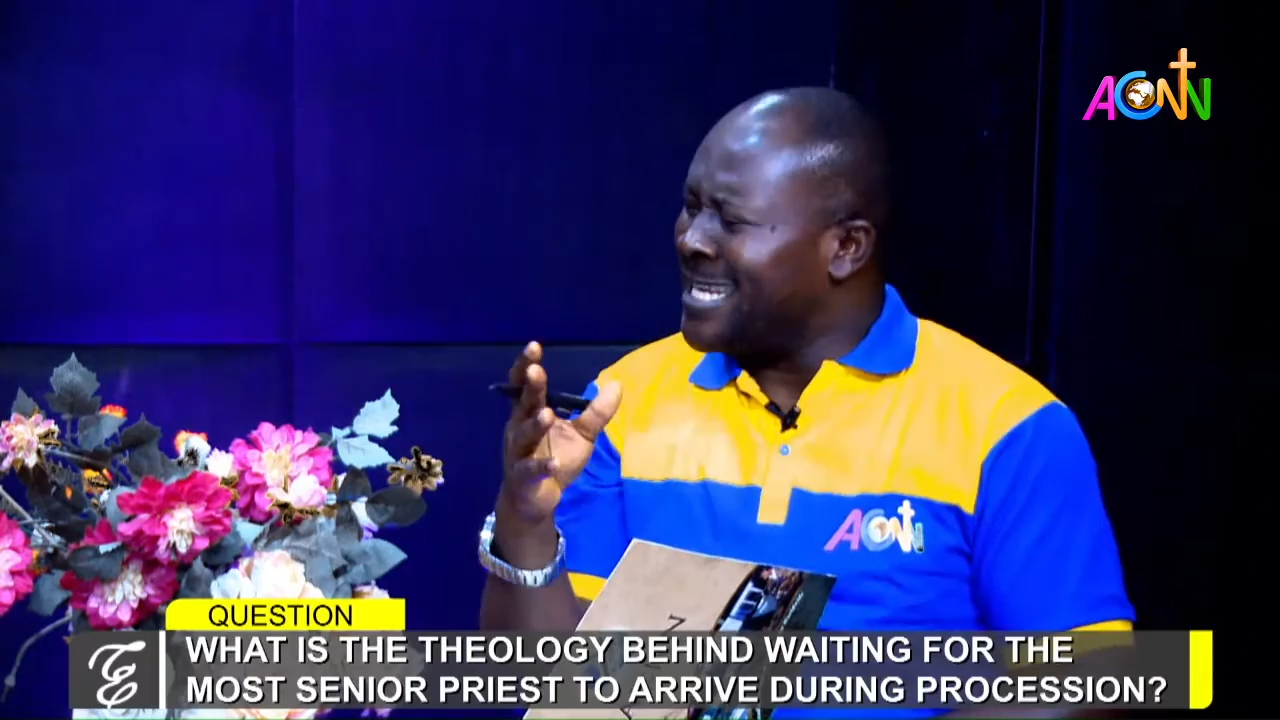 ACNN
ACNN
QUESTION
WHAT IS THE THEOLOGY BEHIND WAITING FOR THE
MOST SENIOR PRIEST TO ARRIVE DURING PROCESSION?